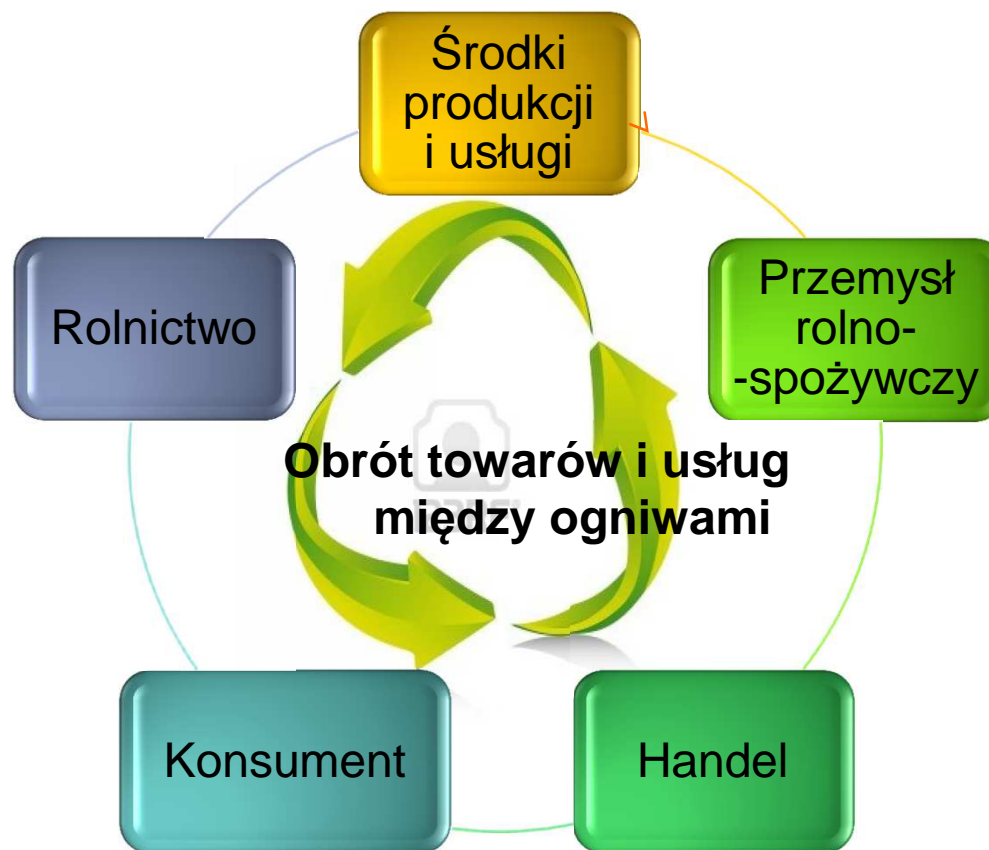 Środki
produkcji
i usługi
Rolnictwo
Przemysł
rolno-
-spożywczy
Obrót towarów i usług
między ogniwami
Konsument
Handel